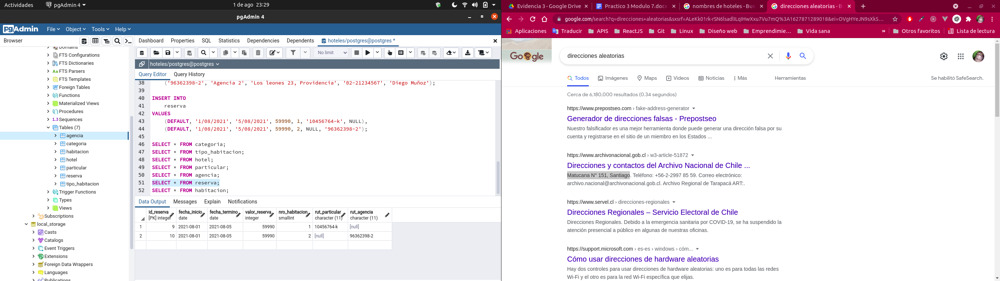 Actividades
pgAdmin 4
1 de ago  23:29
pgAdmin 4
pgAdmin
File
Object
Tools
Help
Browser
Domains
FTS Configurations
FTS Dictionaries
FTS Parsers
FTS Templates
Foreign Tables
Functions
Materialized Views
Procedures
1..3 Sequences
Tables (7)
agencia
categoria
habitacion
hotel
particular
reserva
tipo_habitacion
Trigger Functions
Types
Views
Subscriptions
local_storage
Casts
Catalogs
Event Triggers
Extensions
Foreign Data Wrappers
Languages
Publications
Dashboard
Properties
SQL
Statistics
Dependencies
Dependents
hoteles/postgres@postgres *
No limit
hoteles/postgres@postgres
Query Editor
Query History
38 ('96362398-2', 'Agencia 2', 'Los leones 23, Providencia', '02-21234567', 'Diego Muñoz');
39
40 INSERT INTO
41 reserva
42 VALUES
43 (DEFAULT, '1/08/2021', '5/08/2021', 59990, 1, '10456764-k', NULL),
44 (DEFAULT, '1/08/2021', '5/08/2021', 59990, 2, NULL, '96362398-2');
45
46 SELECT * FROM categoria;
47 SELECT * FROM tipo_habitacion;
48 SELECT * FROM hotel;
49 SELECT * FROM particular;
50 SELECT * FROM agencia;
51 SELECT * FROM reserva;
52 SELECT * FROM habitacion;
Data Output
Messages
Explain
Notifications
id_reserva fecha_inicio fecha_termino valor_reserva nro_habitacion rut_particular rut_agencia
[PK] integer date date integer smallint character (11) character (11)
1 9 2021-08-01 2021-08-05 59990 1 10456764-k [null]
2 10 2021-08-01 2021-08-05 59990 2 [null] 96362398-2
Evidencia 3 - Google Drive
Practico 3 Modulo 7.docx
nombres de hoteles - Bus
direcciones aleatorias - B
google.com/search?q=direcciones+aleatorias&sxsrf=ALeKk01rk-rSN6lsadlILqIHwXxu7Vu7mQ%3A1627871289018&ei=OVgHYeJN9sXk5...
Aplicaciones
Traducir
APIS
ReactJS
Git
Linux
Diseño web
Emprendimie...
Vida sana
»
Otros favoritos
Lista de lectura
Google
direcciones aleatorias
Todos
Imágenes
Maps
Videos
Noticias
Más
Herramientas
Se habilitó SafeSearch.
Cerca de 6,180,000 resultados (0.34 segundos)
https://www.prepostseo.com › fake-address-generator
Generador de direcciones falsas - Prepostseo
Nuestro falsificador es una mejor herramienta donde puede generar una dirección falsa por su
cuenta y registrarse en el sitio de un miembro en los Estados ...
https://www.archivonacional.gob.cl › w3-article-51872
Direcciones y contactos del Archivo Nacional de Chile ...
Matucana N° 151, Santiago. Teléfono: +56-2-2997 85 59. Correo electrónico:
archivo.nacional@archivonacional.gob.cl. Archivo Regional de Tarapacá ART:.
https://www.servel.cl › direcciones-regionales
Direcciones Regionales – Servicio Electoral de Chile
Direcciones Regionales. Debido a la emergencia sanitaria por COVID-19, se ha suspendido la
atención presencial a público en algunas de nuestras oficinas.
https://support.microsoft.com › es-es › windows › cóm...
Cómo usar direcciones de hardware aleatorias
Hay dos controles para usar direcciones de hardware aleatorias: uno es para todas las redes
Wi-Fi y el otro es para la red Wi-Fi específica que elijas.